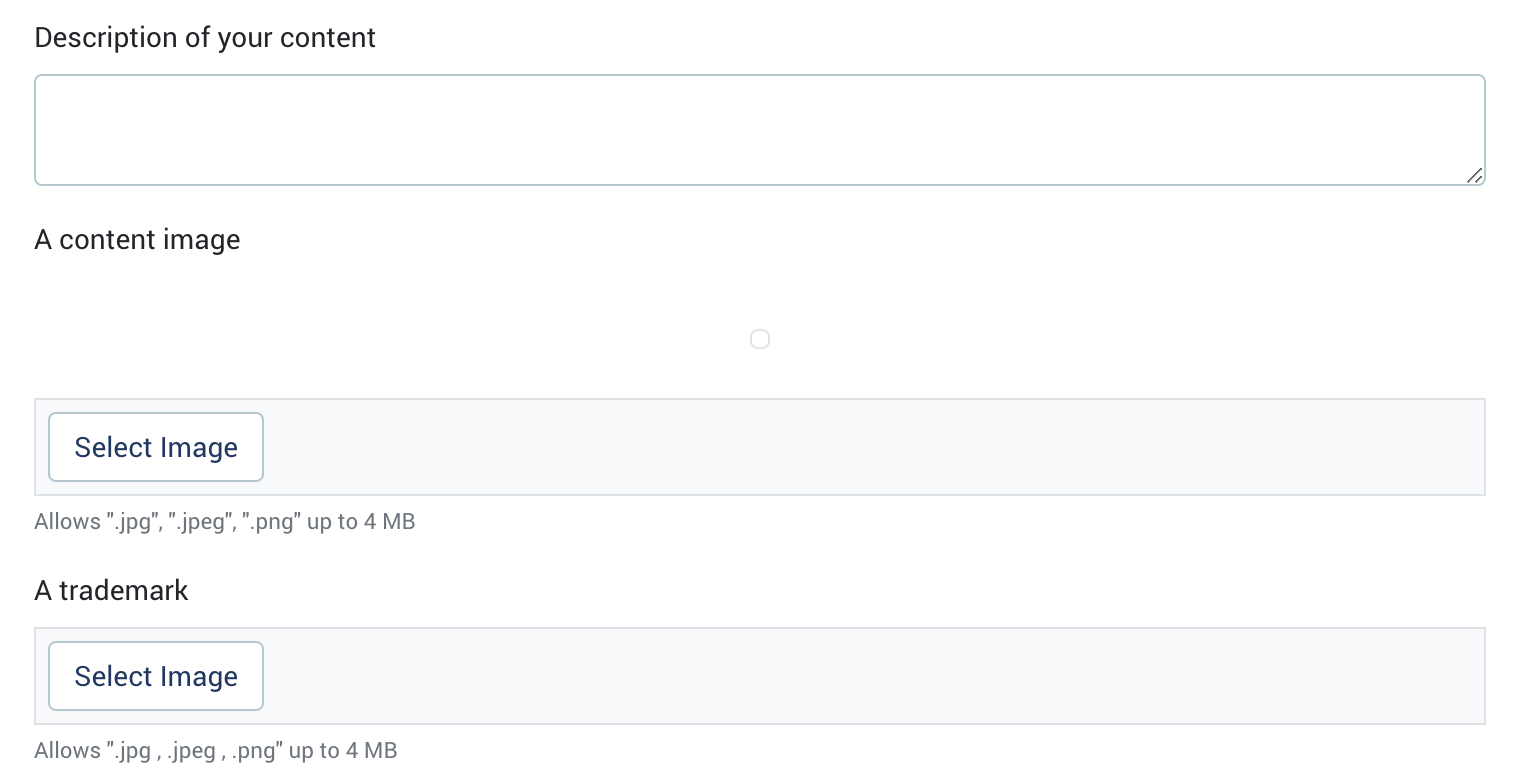 Description of your content
A content image
Select Image
Allows ".jpg", ".jpeg", ".png" up to 4 MB
A trademark
Select Image
Allows ".jpg , .jpeg , .png" up to 4 MB